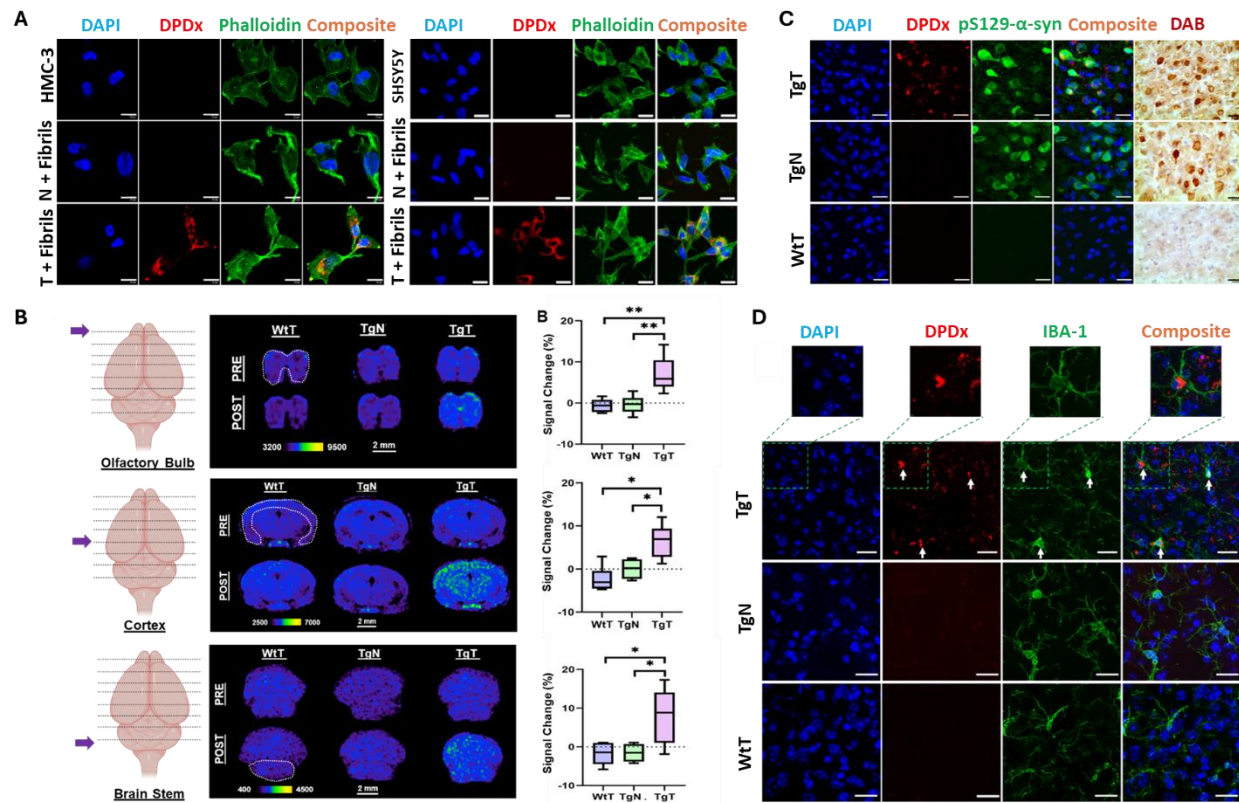 A
DAPI DPDx Phalloidin Composite
HMC-3
N + Fibrils
T + Fibrils
DAPI DPDx Phalloidin Composite
SHSY5Y
N + Fibrils
T + Fibrils
B
Olfactory Bulb
WtT TgN TgT
PRE
POST
3200 9500 2 mm
B
Signal Change (%)
20
10
0
-10
** 
**
WtT TgN TgT
Cortex
WtT TgN TgT
PRE
POST
2500 7000 2 mm
Signal Change (%)
20
10
0
-10
*
*
WtT TgN TgT
Brain Stem
WtT TgN TgT
PRE
POST
400 4500 2 mm
Signal Change (%)
20
10
0
-10
*
*
WtT TgN . TgT
C
DAPI DPDx pS129-α-syn Composite DAB
TgT
TgN
WtT
D
DAPI DPDx IBA-1 Composite
TgT
TgN
WtT